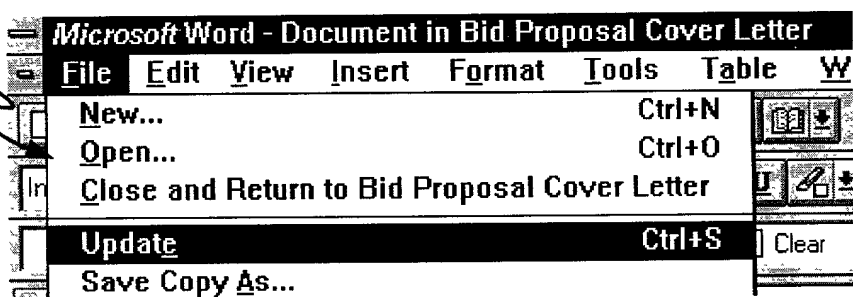 Microsoft Word - Document in Bid Proposal Cover Letter
File Edit View Insert Format Tools Table W
New... Ctrl+N
Open... Ctrl+O
In
Close and Return to Bid Proposal Cover Letter U
Update Ctrl+S Clear
Save Copy As...